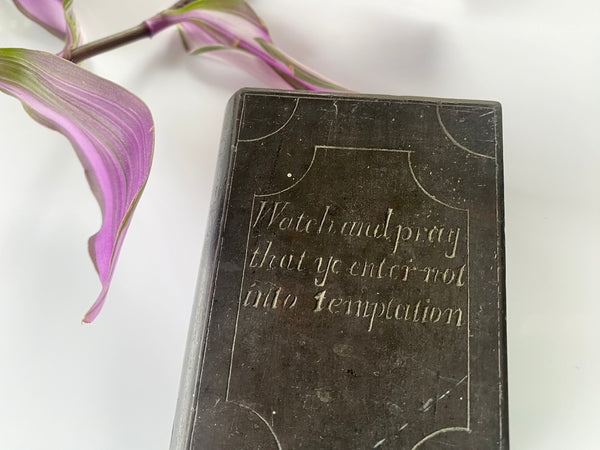 Watch and pray
that ye enter not
into temptation